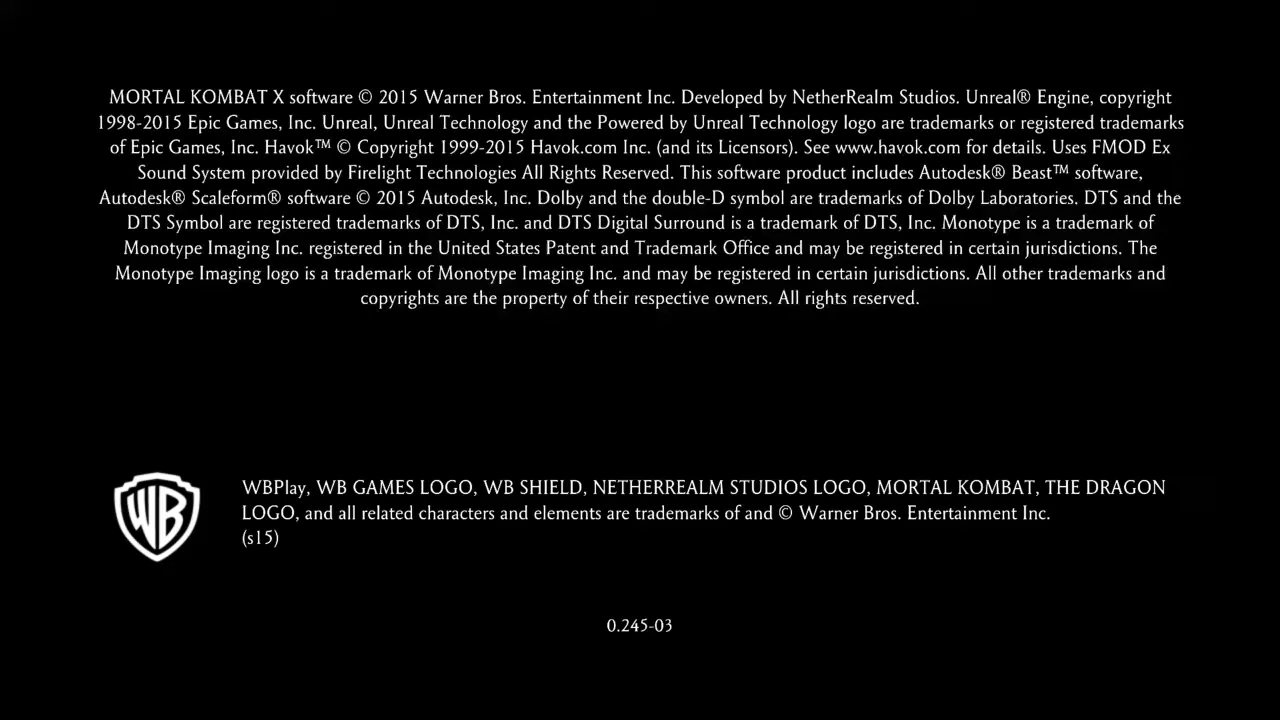 MORTAL KOMBAT X software © 2015 Warner Bros. Entertainment Inc. Developed by NetherRealm Studios. Unreal® Engine, copyright
1998-2015 Epic Games, Inc. Unreal, Unreal Technology and the Powered by Unreal Technology logo are trademarks or registered trademarks
of Epic Games, Inc. Havok™ © Copyright 1999-2015 Havok.com Inc. (and its Licensors). See www.havok.com for details. Uses FMOD Ex
Sound System provided by Firelight Technologies All Rights Reserved. This software product includes Autodesk® Beast™ software,
Autodesk® Scaleform® software © 2015 Autodesk, Inc. Dolby and the double-D symbol are trademarks of Dolby Laboratories. DTS and the
DTS Symbol are registered trademarks of DTS, Inc. and DTS Digital Surround is a trademark of DTS, Inc. Monotype is a trademark of
Monotype Imaging Inc. registered in the United States Patent and Trademark Office and may be registered in certain jurisdictions. The
Monotype Imaging logo is a trademark of Monotype Imaging Inc. and may be registered in certain jurisdictions. All other trademarks and
copyrights are the property of their respective owners. All rights reserved.
WB
WBPlay, WB GAMES LOGO, WB SHIELD, NETHERREALM STUDIOS LOGO, MORTAL KOMBAT, THE DRAGON
LOGO, and all related characters and elements are trademarks of and © Warner Bros. Entertainment Inc.
(s15)
0.245-03